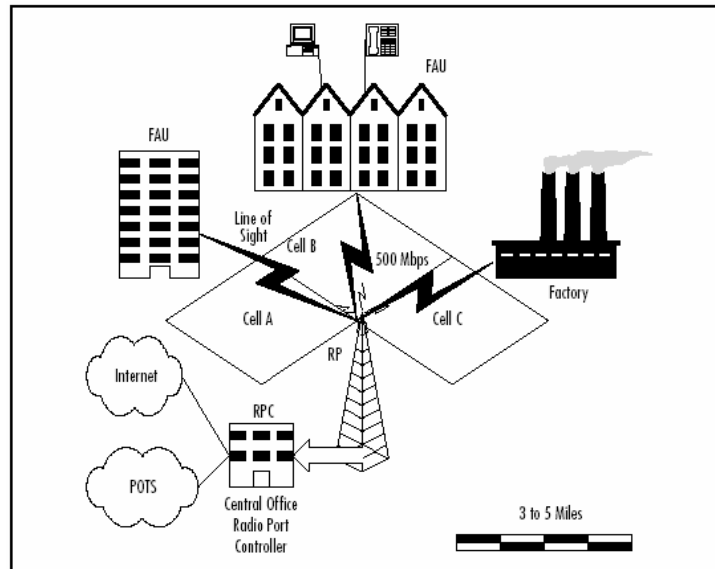 FAU
FAU
Line of
Sight
Cell B
500 Mbps
Factory
Cell A
Cell C
RP
Internet
RPC
POTS
Central Office
Radio Port
Controller
3 to 5 Miles